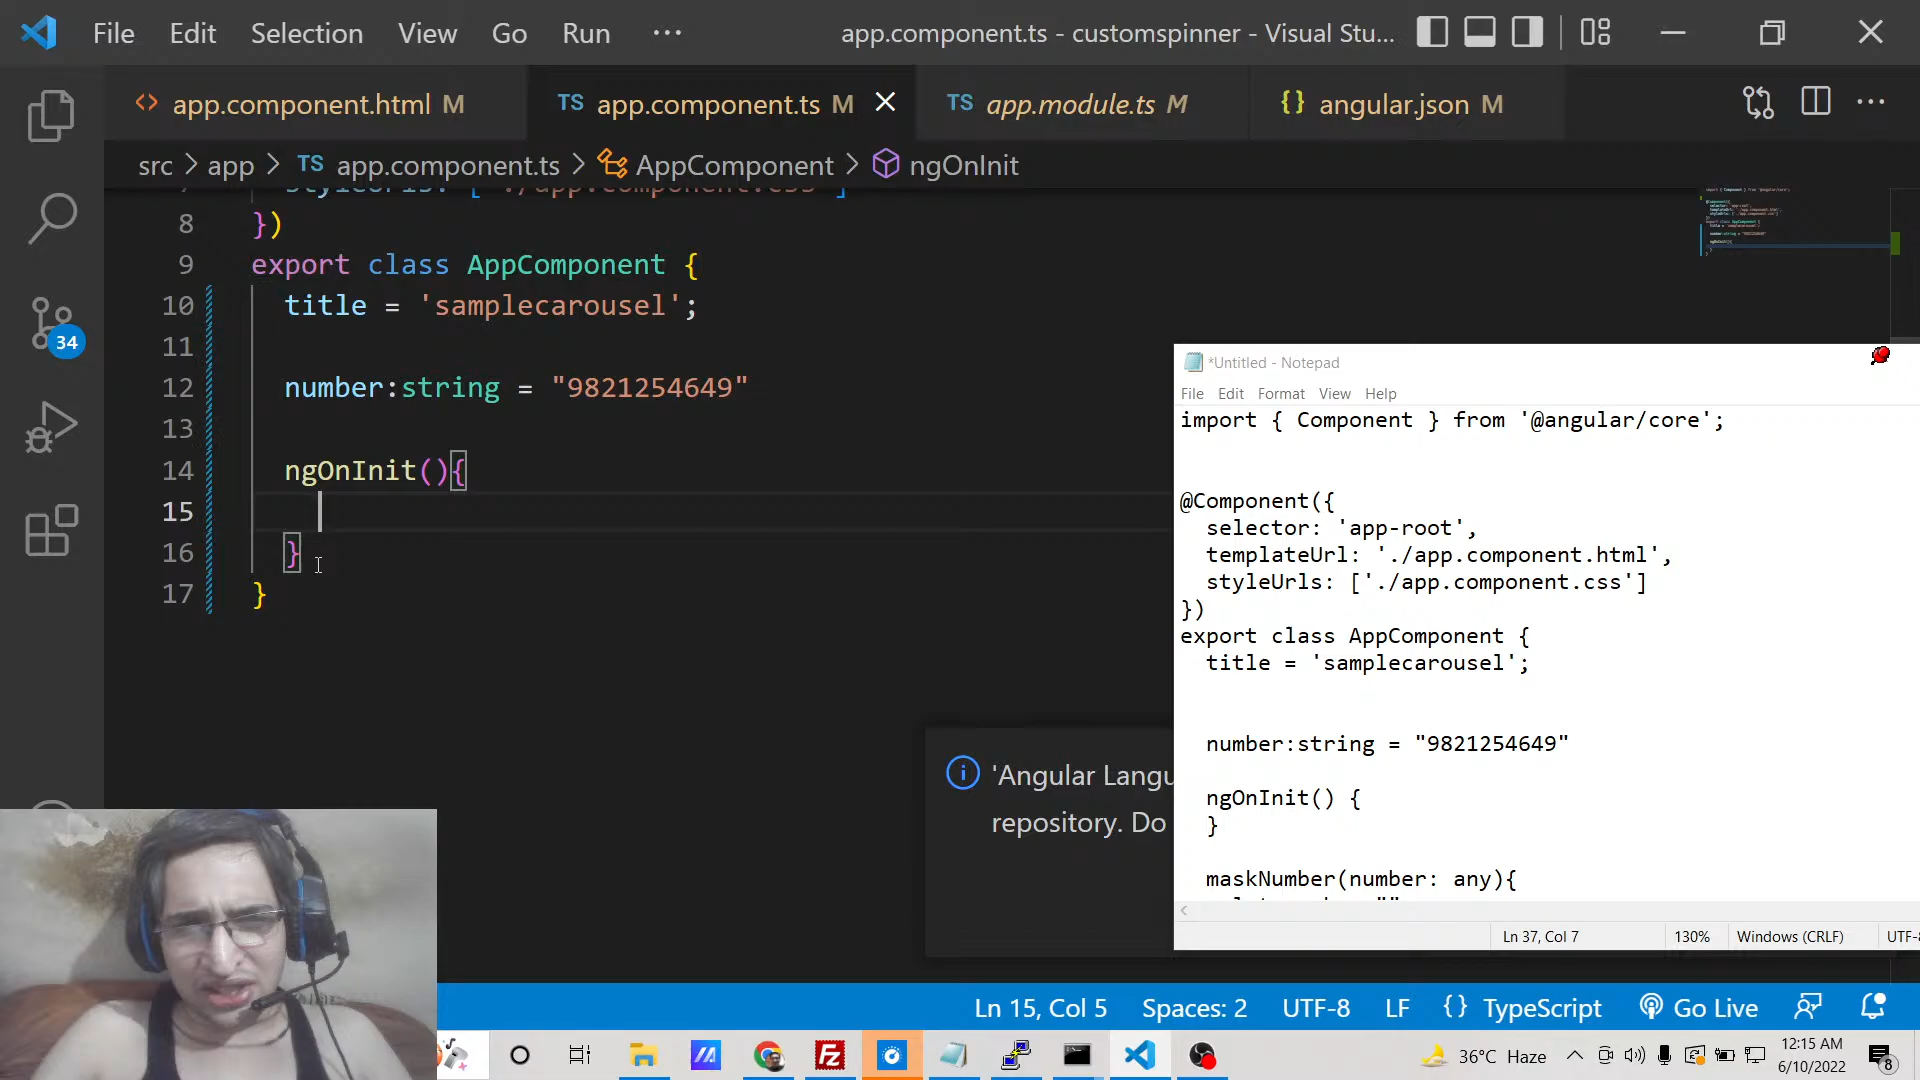 File Edit Selection View Go Run ··· app.component.ts - customspinner - Visual Stu...
app.component.html M
TS app.component.ts M
TS app.module.ts M
{} angular.json M
src > app > TS app.component.ts > AppComponent > ngOnInit
8 })
9 export class AppComponent {
10 title = 'samplecarousel';
11
12 number:string = "9821254649"
13
14 ngOnInit(){
15
16 }
17 }
34
*Untitled - Notepad
File Edit Format View Help
import { Component } from '@angular/core';
@Component({
selector: 'app-root',
templateUrl: './app.component.html',
styleUrls: ['./app.component.css']
})
export class AppComponent {
title = 'samplecarousel';
number:string = "9821254649"
ngOnInit() {
}
maskNumber(number: any){
Ln 37, Col 7 130% Windows (CRLF) UTF-8
'Angular Langu
repository. Do
Ln 15, Col 5 Spaces: 2 UTF-8 LF {} TypeScript Go Live
36°C Haze
12:15 AM
6/10/2022
8